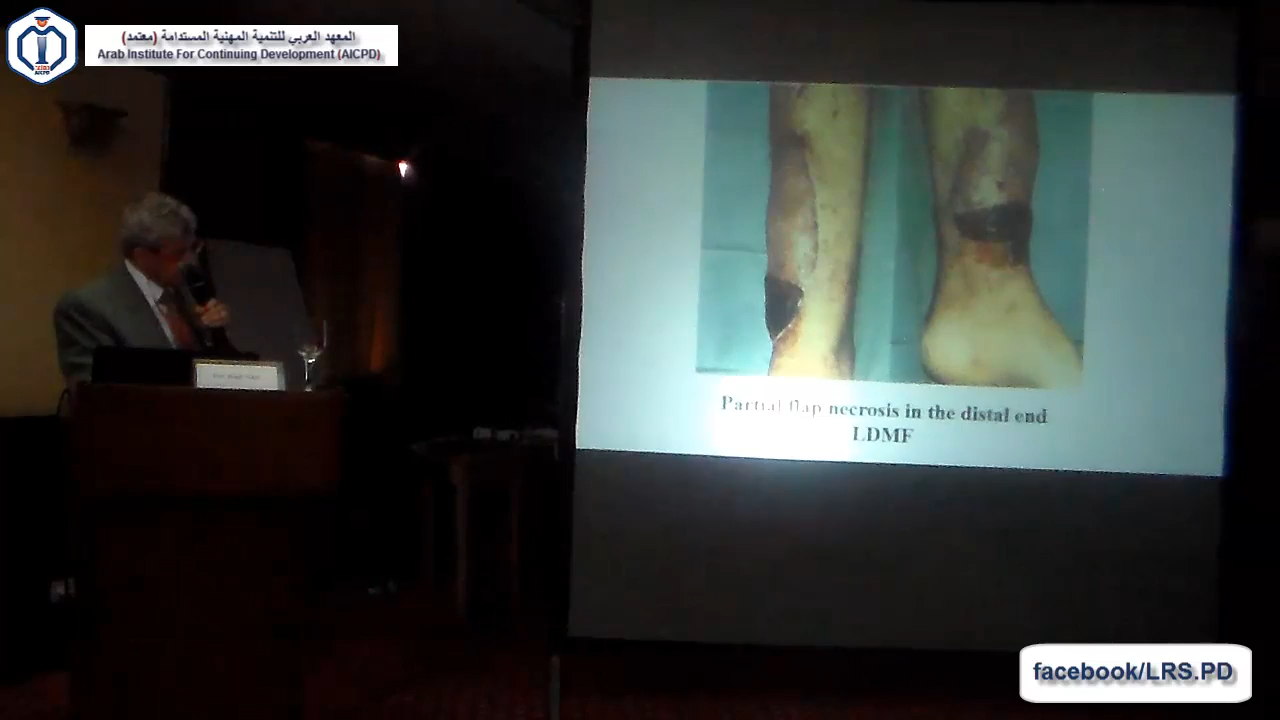 المعهد العربي للتنمية المهنية المستدامة (معتمد)
Arab Institute For Continuing Development (AICPD)
AICPD
Partial flap necrosis in the distal end
LDMF
facebook/LRS.PD